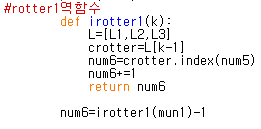 #rotter1역함수
def irotter1(k):
L=[L1,L2,L3]
crotter=L[k-1]
num6=crotter.index(num5)
num6+=1
return num6
num6=irotter1(mun1)-1